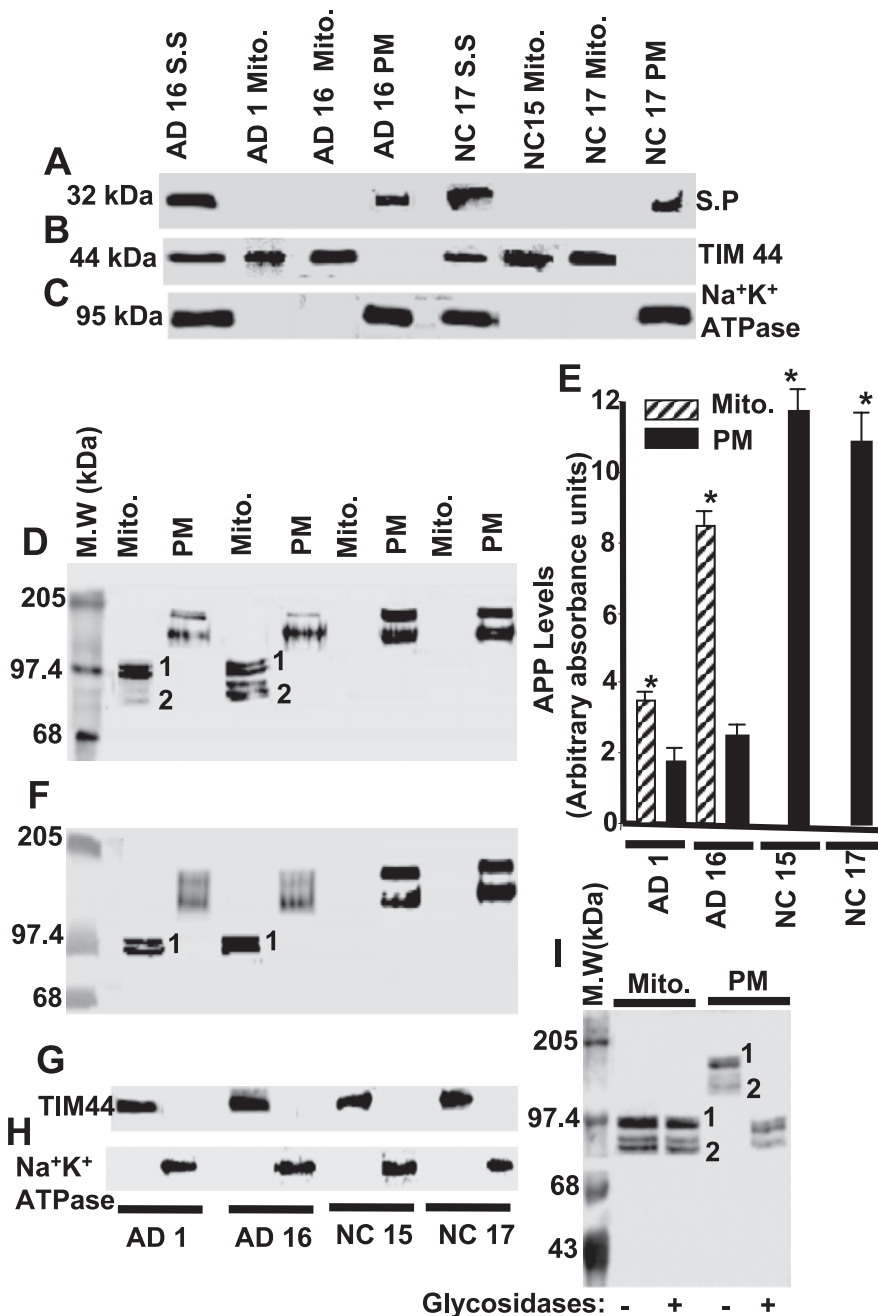 AD 16 S.S
AD 1 Mito.
AD 16 Mito.
AD 16 PM
NC 17 S.S
NC15 Mito.
NC 17 Mito.
NC 17 PM
A
32 kDa
S.P
B
44 kDa
TIM 44
C
95 kDa
Na+K+
ATPase
D
M.W (kDa)
Mito.
PM
Mito.
PM
Mito.
PM
Mito.
PM
205
97.4
68
1
2
1
2
E
Mito.
PM
APP Levels
(Arbitrary absorbance units)
12
10
8
6
4
2
0
*
*
*
*
AD 1
AD 16
NC 15
NC 17
F
205
97.4
68
1
1
G
TIM44
H
Na+K+
ATPase
AD 1
AD 16
NC 15
NC 17
I
M.W(kDa)
Mito.
PM
205
97.4
68
43
1
2
1
2
Glycosidases: - + - +